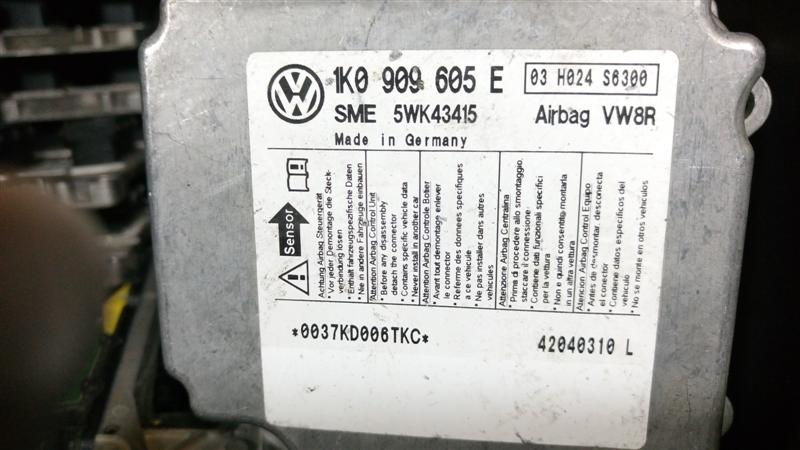 1K0 909 605 E
03 H024 S6300
SME 5WK43415
Airbag VW8R
Made in Germany
Sensor
Achtung Airbag Steuergerät
* Vor jeder Demontage die Steck-
verbindung lösen
* Enthält fahrzeugspezifische Daten
* Nie in andere Fahrzeuge einbauen
Attention Airbag Control Unit
* Before any disassembly
detach the connector
* Contains specific vehicle data
* Never install in another car
Attention Airbag Controle Boitier
* Avant tout demontage enlever
le connector
* Referme des donnees specifiques
a ce vehicule
* Ne pas installer dans autres
vehicules
Attenzione Airbag Centralina
* Prima di procedere allo smontaggio
staccare il connessione
* Contiene dati funzionali specifici
per la vettura
* Non e quindi consentito montarla
in un altra vettura
Atencion Airbag Control Equipo
* Antes de desmontar, desconecta
el conector
* Contiene datos especificos del
vehiculo
* No se monte en otros vehiculos
*0037KD006TKC*
42040310 L